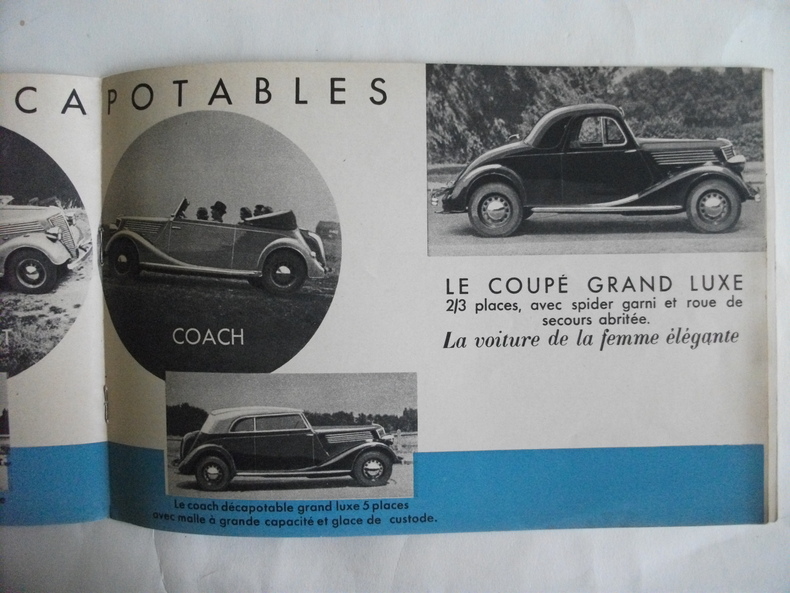 CAPOTABLES
T
COACH
LE COUPÉ GRAND LUXE
2/3 places, avec spider garni et roue de
secours abritée.
La voiture de la femme élégante
Le coach décapotable grand luxe 5 places
avec malle à grande capacité et glace de custode.